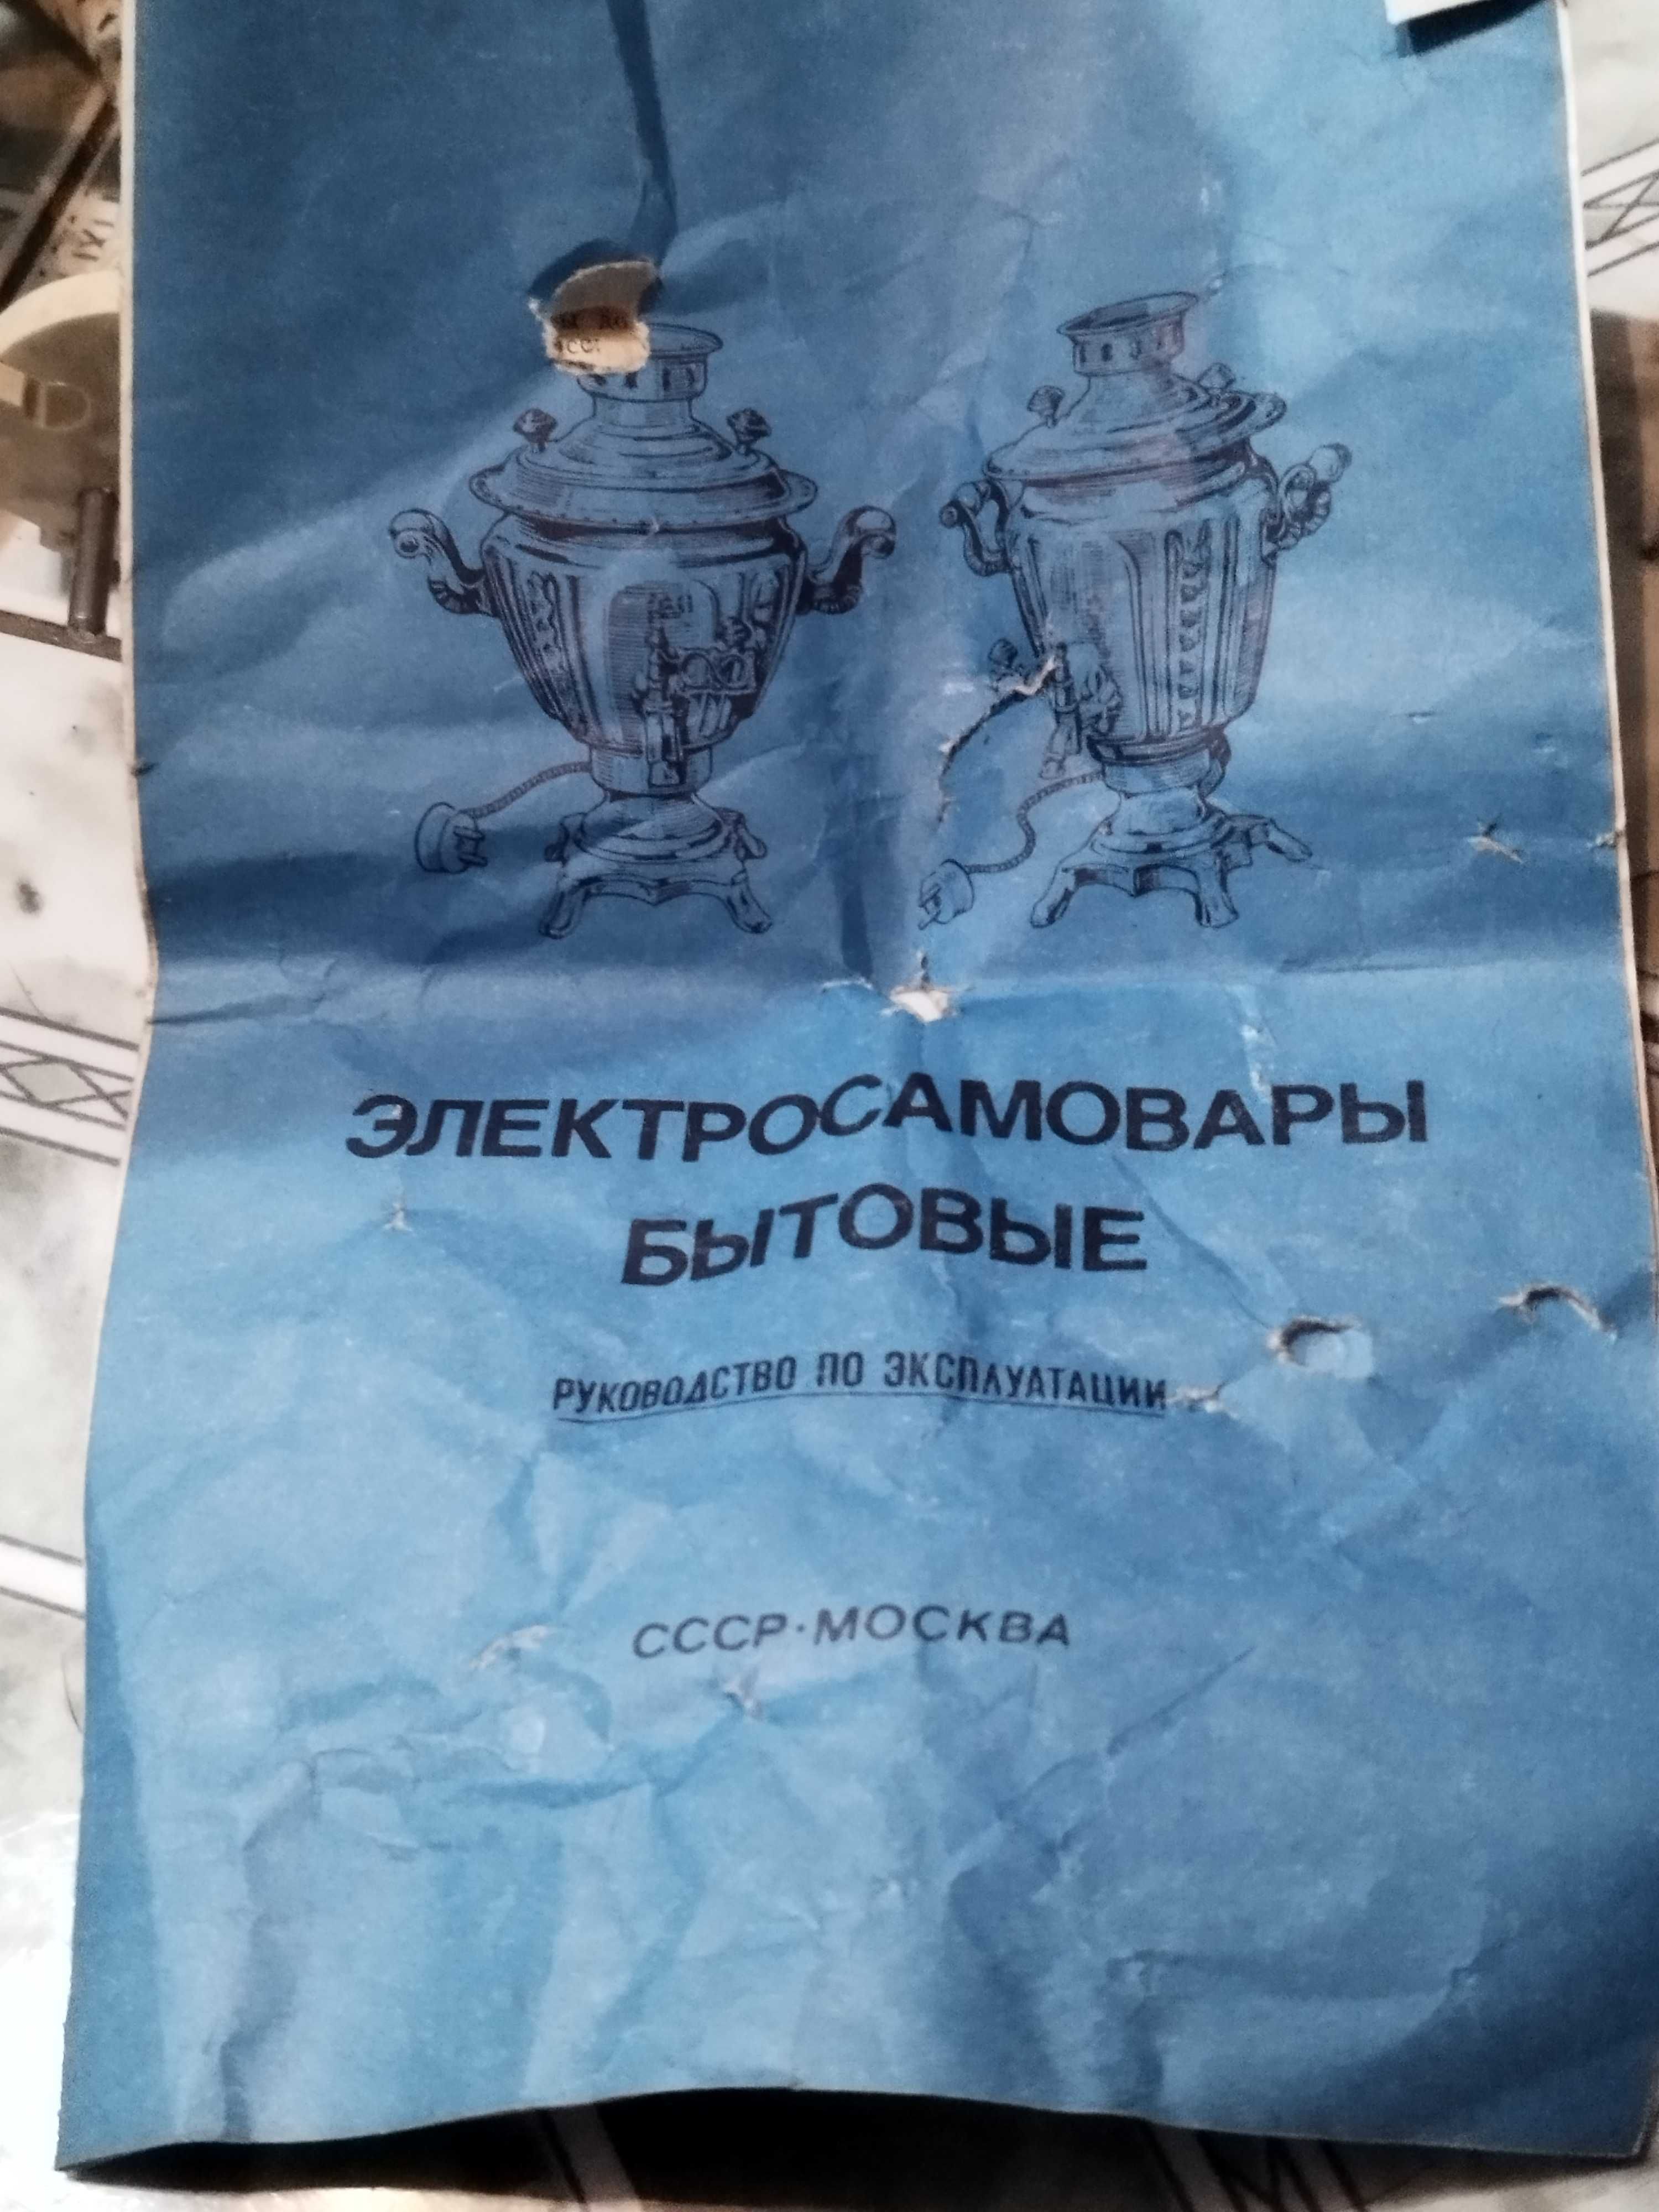 ЭЛЕКТРОСАМОВАРЫ
БЫТОВЫЕ
РУКОВОДСТВО ПО ЭКСПЛУАТАЦИИ
СССР·МОСКВА